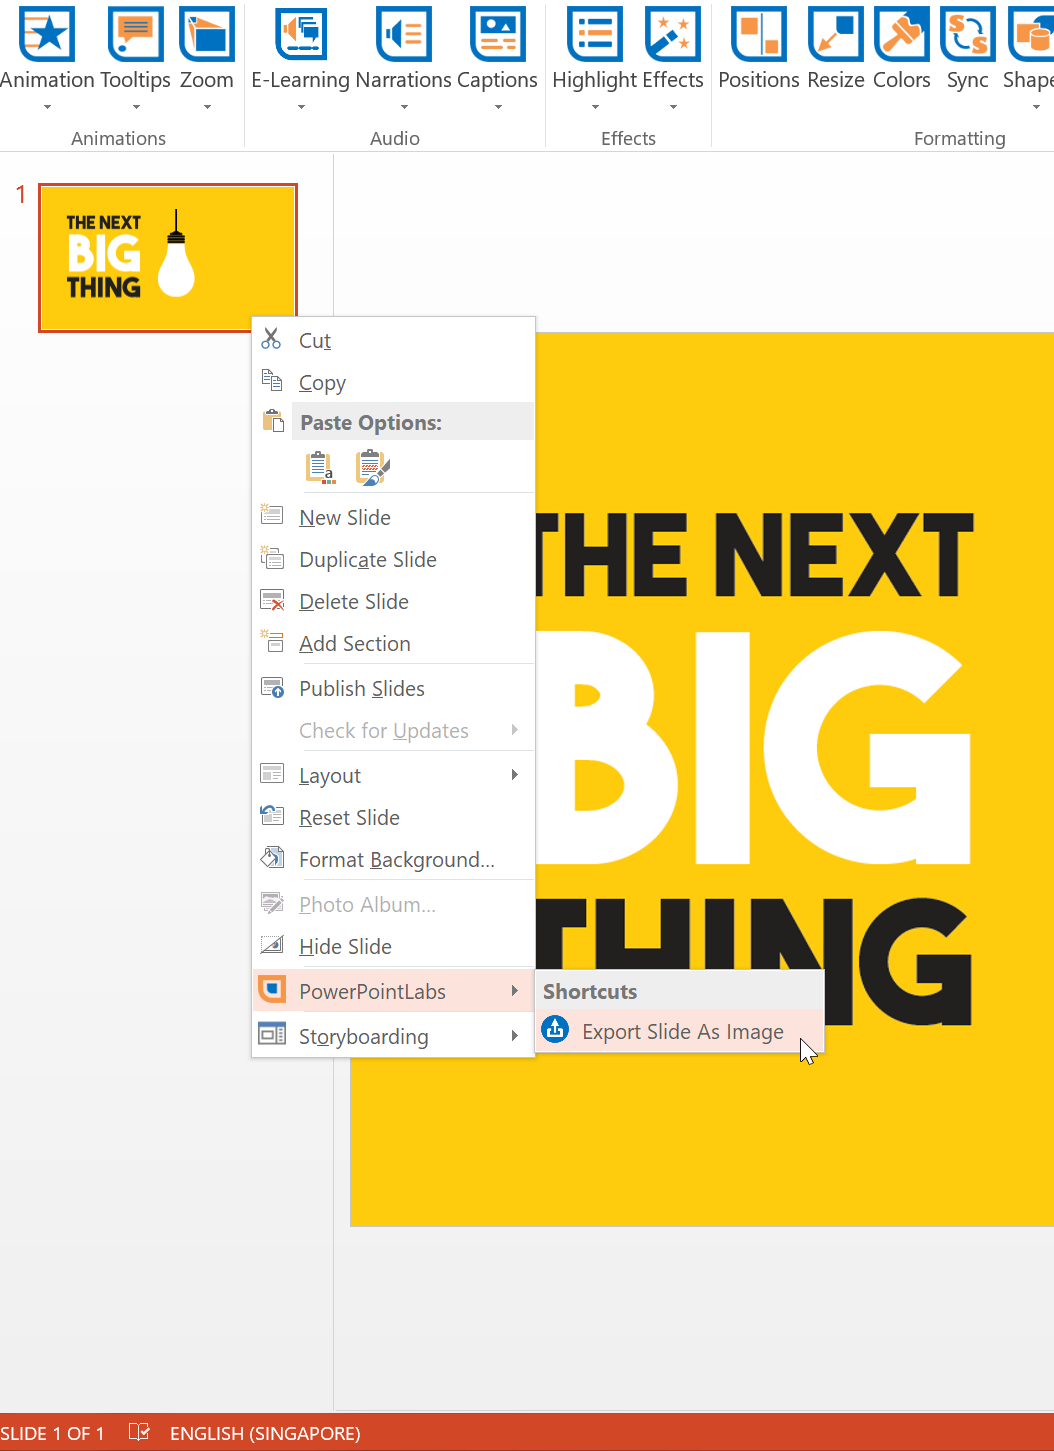 Animation Tooltips Zoom E-Learning Narrations Captions Highlight Effects Positions Resize Colors Sync Shape
Animations Audio Effects Formatting
1
THE NEXT
BIG
THING
Cut
Copy
Paste Options:
a
New Slide
Duplicate Slide
Delete Slide
Add Section
Publish Slides
Check for Updates
Layout
Reset Slide
Format Background...
Photo Album...
Hide Slide
PowerPointLabs
Storyboarding
Shortcuts
Export Slide As Image
THE NEXT
BIG
THING
SLIDE 1 OF 1 ENGLISH (SINGAPORE)